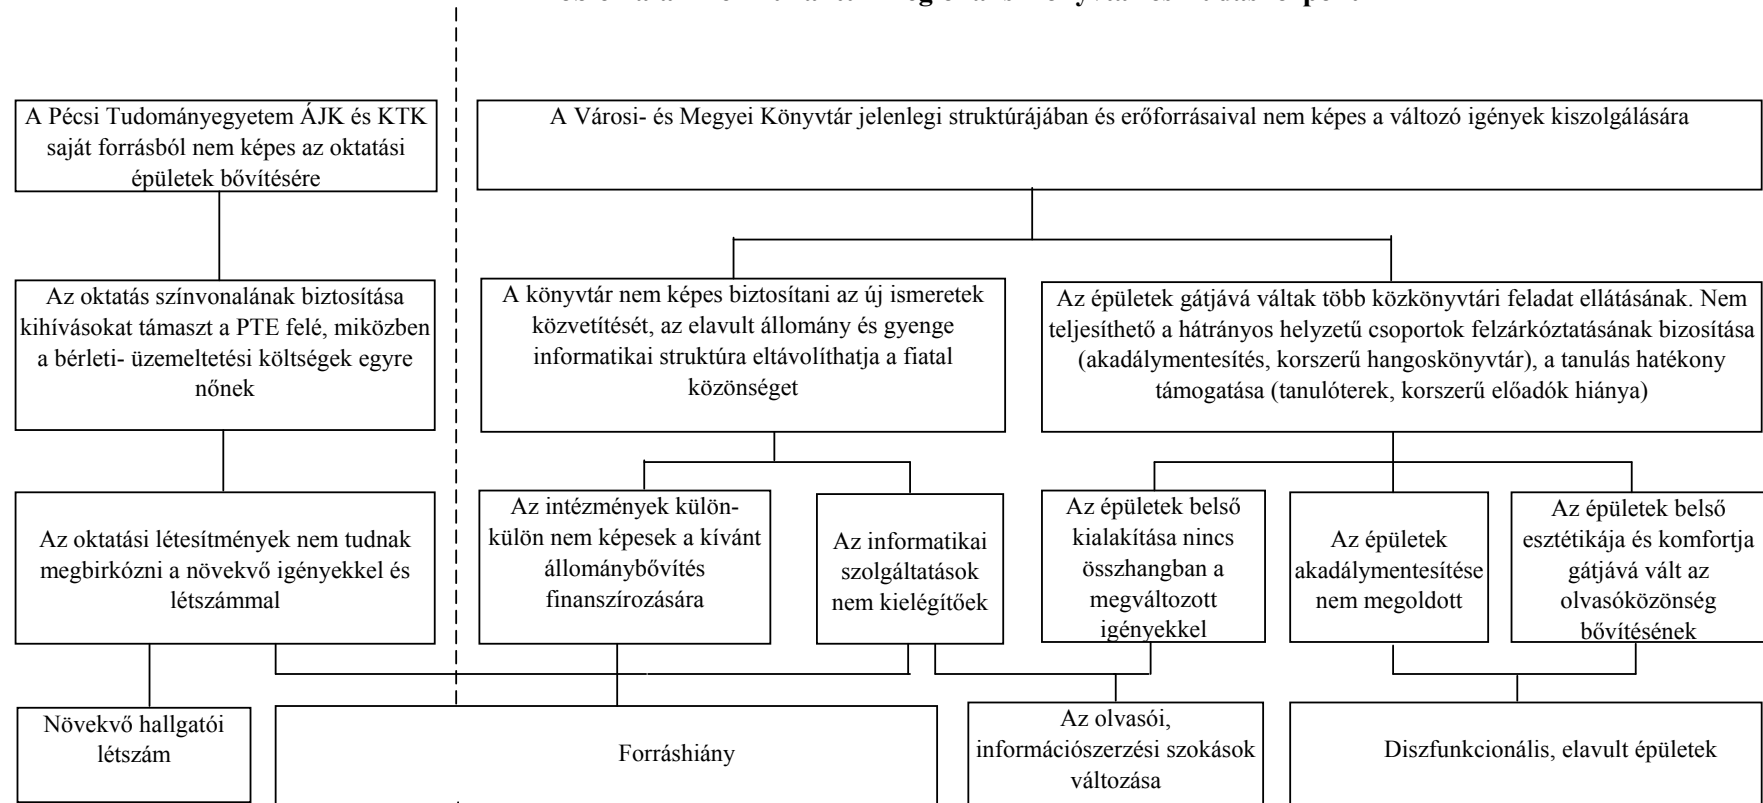 A Pécsi Tudományegyetem ÁJK és KTK
saját forrásból nem képes az oktatási
épületek bővítésére
A Városi- és Megyei Könyvtár jelenlegi struktúrájában és erőforrásaival nem képes a változó igények kiszolgálására
Az oktatás színvonalának biztosítása
kihívásokat támaszt a PTE felé, miközben
a bérleti- üzemeltetési költségek egyre
nőnek
A könyvtár nem képes biztosítani az új ismeretek
közvetítését, az elavult állomány és gyenge
informatikai struktúra eltávolíthatja a fiatal
közönséget
Az épületek gátjává váltak több közkönyvtári feladat ellátásának. Nem
teljesíthető a hátrányos helyzetű csoportok felzárkóztatásának bizosítása
(akadálymentesítés, korszerű hangoskönyvtár), a tanulás hatékony
támogatása (tanulóterek, korszerű előadók hiánya)
Az oktatási létesítmények nem tudnak
megbirkózni a növekvő igényekkel és
létszámmal
Az intézmények külön-
külön nem képesek a kívánt
állománybővítés
finanszírozására
Az informatikai
szolgáltatások
nem kielégítőek
Az épületek belső
kialakítása nincs
összhangban a
megváltozott
igényekkel
Az épületek
akadálymentesítése
nem megoldott
Az épületek belső
esztétikája és komfortja
gátjává vált az
olvasóközönség
bővítésének
Növekvő hallgatói
létszám
Forráshiány
Az olvasói,
információszerzési szokások
változása
Diszfunkcionális, elavult épületek